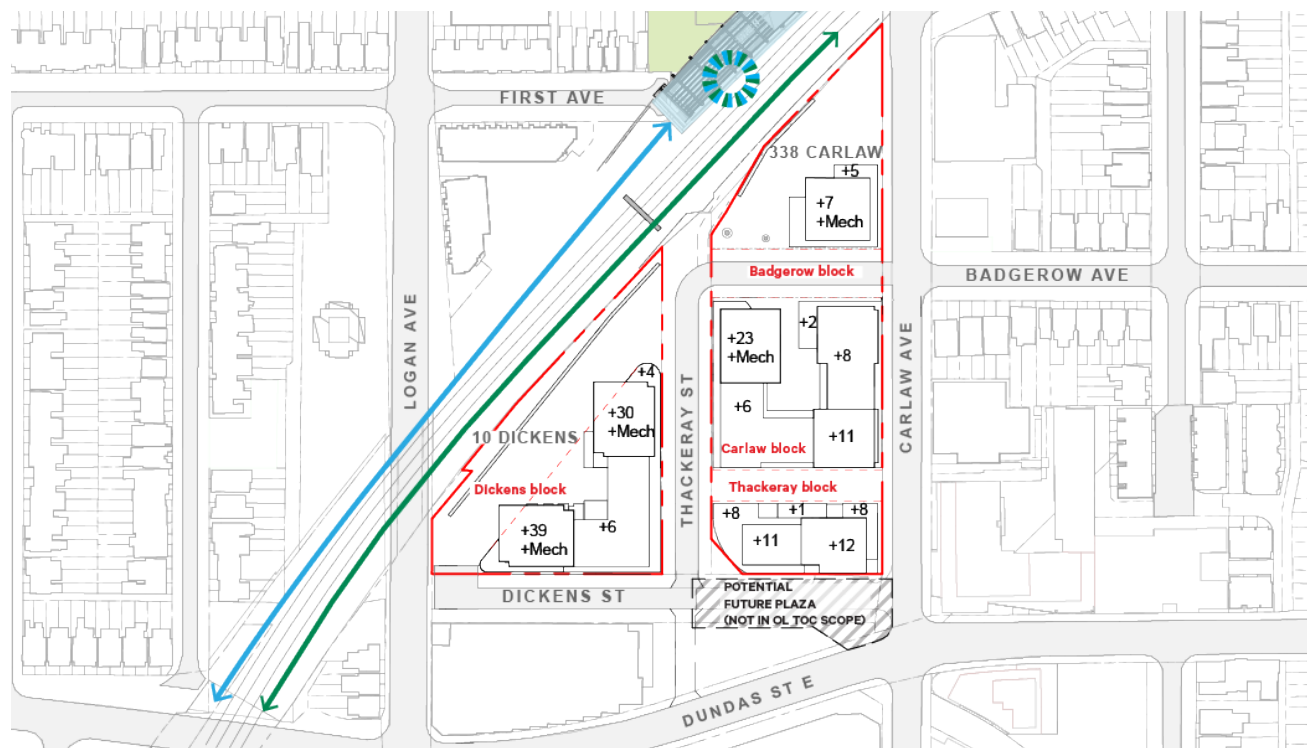 FIRST AVE
338 CARLAW
+5
+7
+Mech
Badgerow block
BADGEROW AVE
LOGAN AVE
+23
+Mech
+2
+8
CARLAW AVE
+4
+30
+Mech
THACKERAY ST
+6
10 DICKENS
+11
Carlaw block
Dickens block
Thackeray block
+39
+Mech
+6
+8
+1
+8
+11
+12
DICKENS ST
POTENTIAL
FUTURE PLAZA
(NOT IN OL TOC SCOPE)
DUNDAS ST E